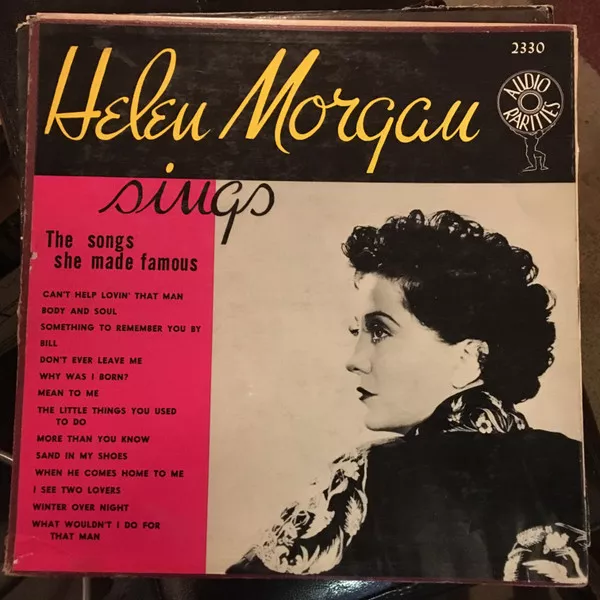 2330
AUDIO
RARITIES
Helen Morgan
sings
The songs
she made famous
CAN'T HELP LOVIN' THAT MAN
BODY AND SOUL
SOMETHING TO REMEMBER YOU BY
BILL
DON'T EVER LEAVE ME
WHY WAS I BORN?
MEAN TO ME
THE LITTLE THINGS YOU USED
TO DO
MORE THAN YOU KNOW
SAND IN MY SHOES
WHEN HE COMES HOME TO ME
I SEE TWO LOVERS
WINTER OVER NIGHT
WHAT WOULDN'T I DO FOR
THAT MAN